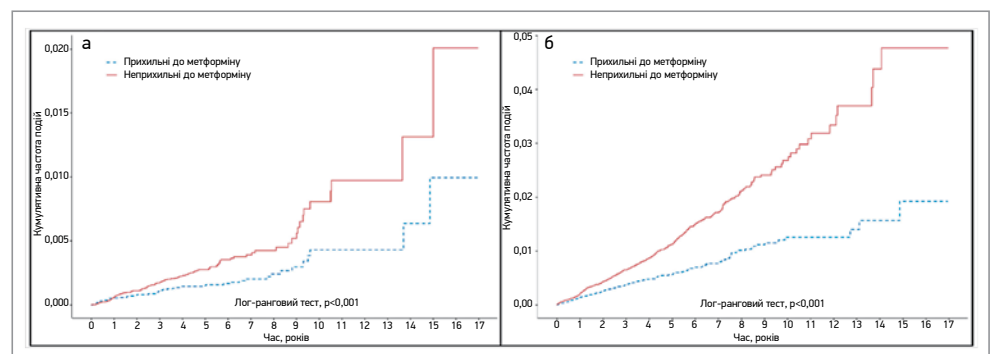 а
Прихильні до метформіну
Неприхильні до метформіну
Кумулятивна частота подій
0,020
0,015
0,010
0,005
0,000
Лог-ранговий тест, p<0,001
0 1 2 3 4 5 6 7 8 9 10 11 12 13 14 15 16 17
Час, років
б
Прихильні до метформіну
Неприхильні до метформіну
Кумулятивна частота подій
0,05
0,04
0,03
0,02
0,01
0,00
Лог-ранговий тест, p<0,001
0 1 2 3 4 5 6 7 8 9 10 11 12 13 14 15 16 17
Час, років